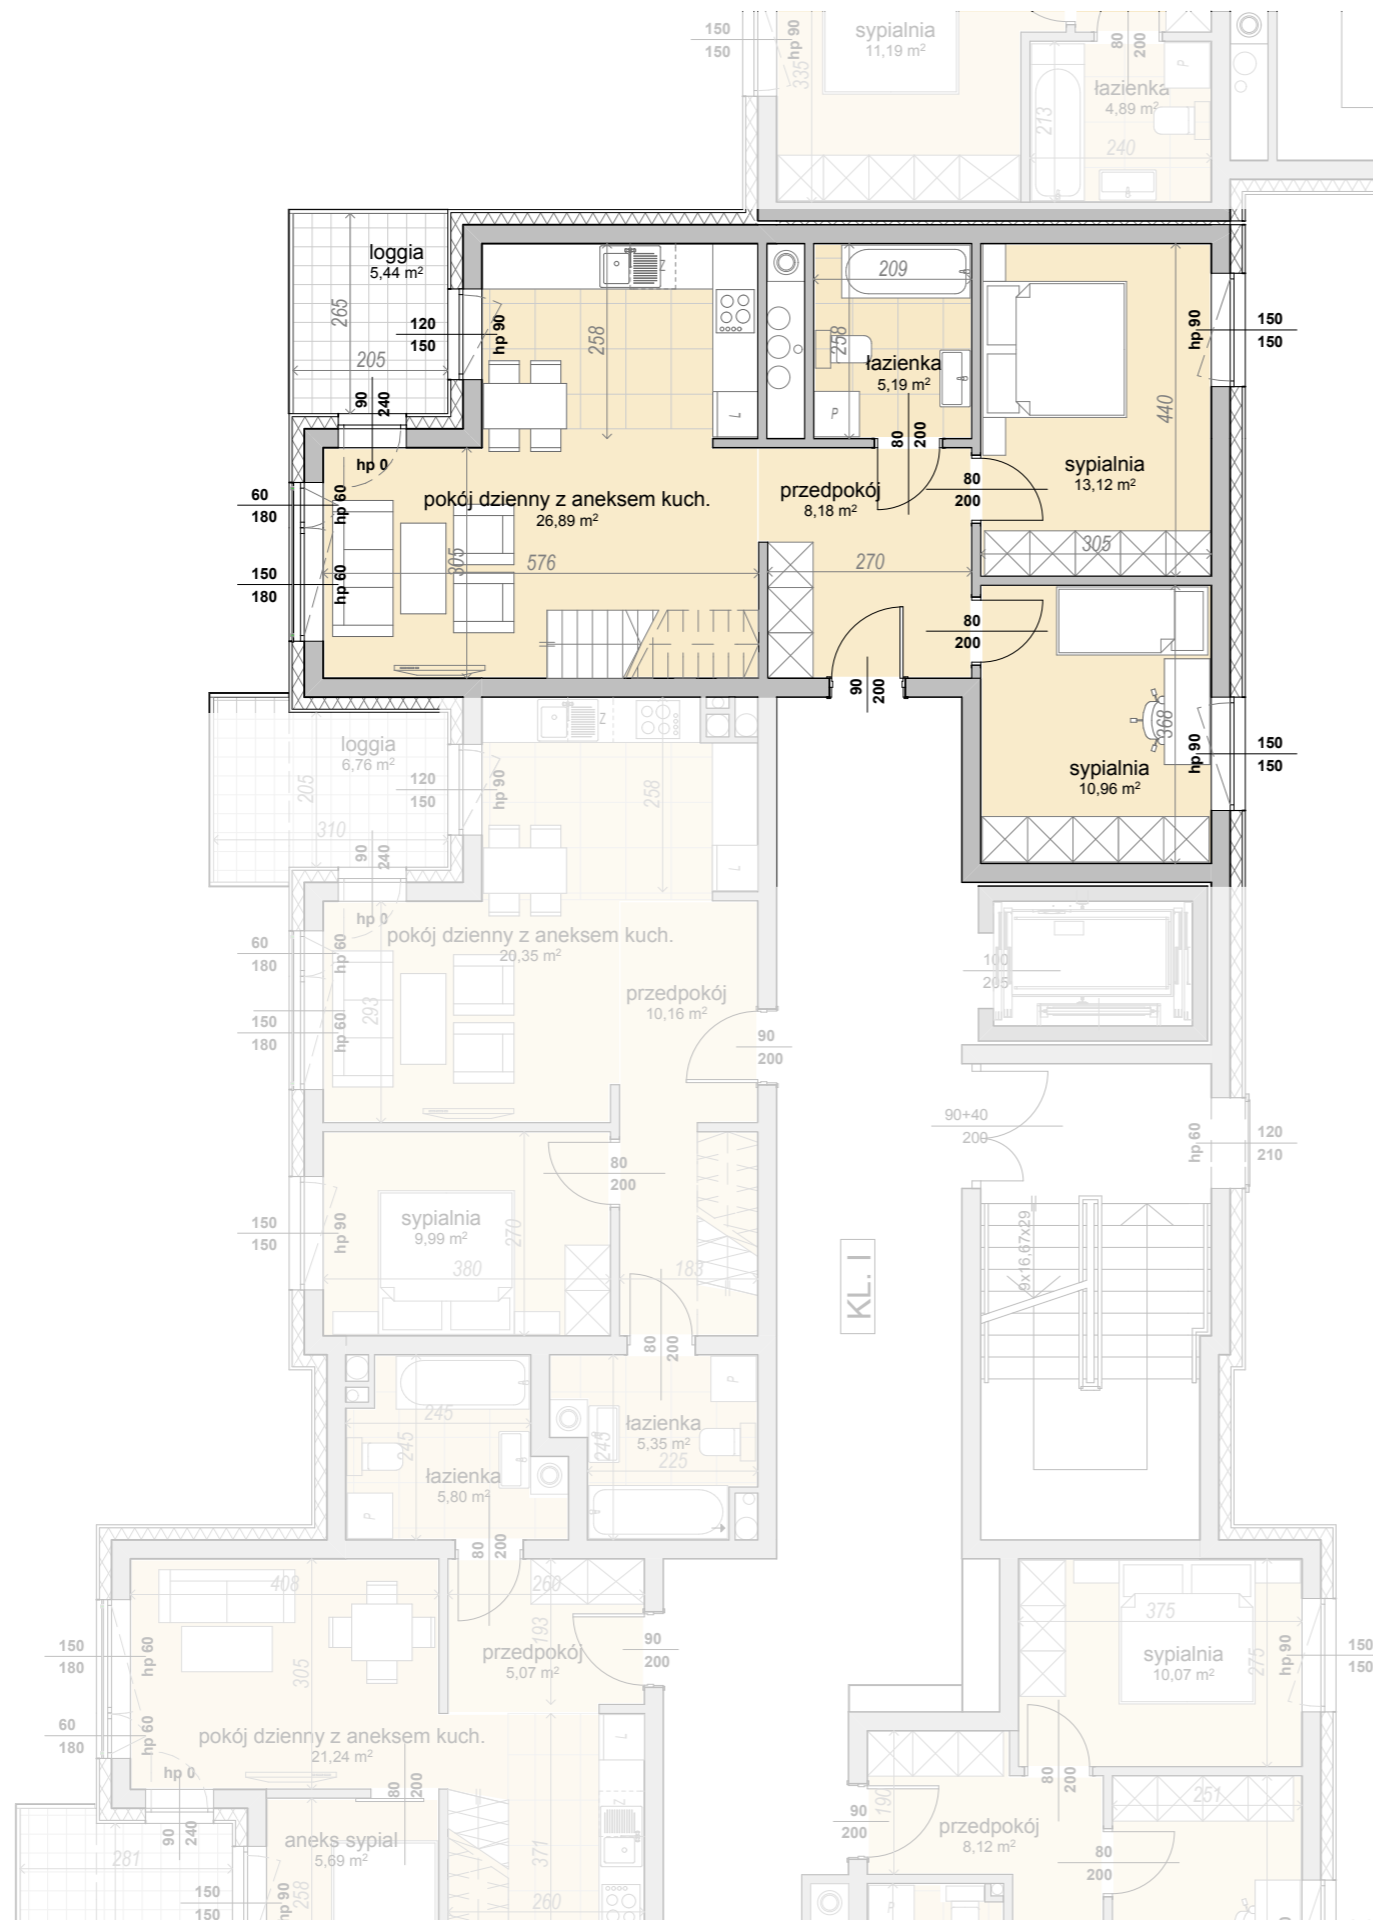 150
150
hp 90
335
sypialnia
11,19 m²
80
200
P
łazienka
4,89 m²
213
240
loggia
5,44 m²
265
205
120
150
hp 90
90
240
hp 0
258
Z
L
209
258
łazienka
5,19 m²
P
80
200
440
hp 90
150
150
sypialnia
13,12 m²
305
60
180
hp 60
pokój dzienny z aneksem kuch.
26,89 m²
przedpokój
8,18 m²
80
200
150
180
hp 60
305
576
270
80
200
90
200
368
hp 90
150
150
sypialnia
10,96 m²
loggia
6,76 m²
205
310
120
150
hp 90
90
240
hp 0
Z
258
L
pokój dzienny z aneksem kuch.
20,35 m²
60
180
hp 60
150
180
hp 60
293
przedpokój
10,16 m²
90
200
100
205
90+40
200
hp 60
120
210
80
200
sypialnia
9,99 m²
270
380
183
150
150
hp 90
KL. I
9x16,67x29
80
200
245
245
łazienka
5,80 m²
P
łazienka
5,35 m²
245
225
P
80
200
408
305
260
193
przedpokój
5,07 m²
90
200
150
180
hp 60
60
180
hp 60
pokój dzienny z aneksem kuch.
21,24 m²
hp 0
90
240
80
200
L
Z
371
260
281
aneks sypial
5,69 m²
258
150
150
hp 90
375
sypialnia
10,07 m²
275
hp 90
150
150
80
200
90
200
190
przedpokój
8,12 m²
251
80
200